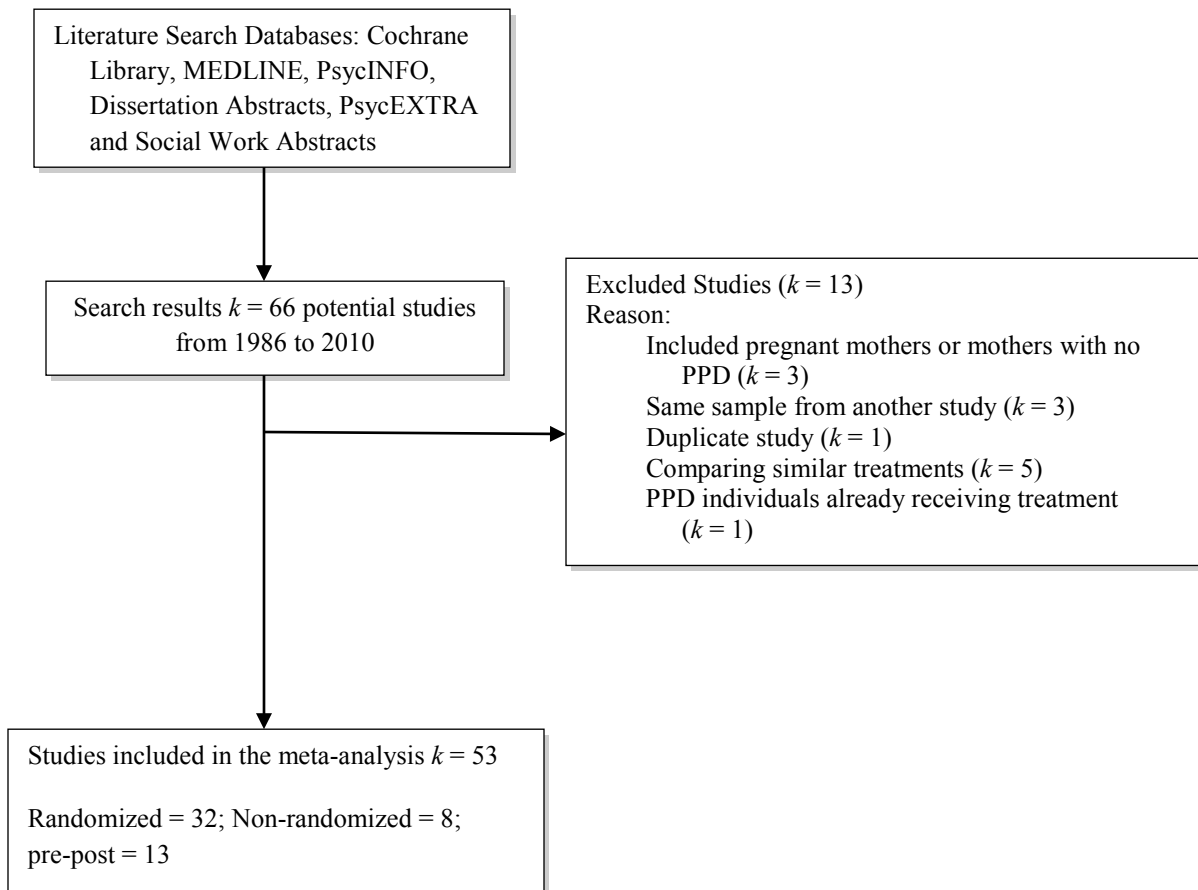 Literature Search Databases: Cochrane
Library, MEDLINE, PsycINFO,
Dissertation Abstracts, PsycEXTRA
and Social Work Abstracts
Search results k = 66 potential studies
from 1986 to 2010
Excluded Studies (k = 13)
Reason:
Included pregnant mothers or mothers with no
PPD (k = 3)
Same sample from another study (k = 3)
Duplicate study (k = 1)
Comparing similar treatments (k = 5)
PPD individuals already receiving treatment
(k = 1)
Studies included in the meta-analysis k = 53
Randomized = 32; Non-randomized = 8;
pre-post = 13